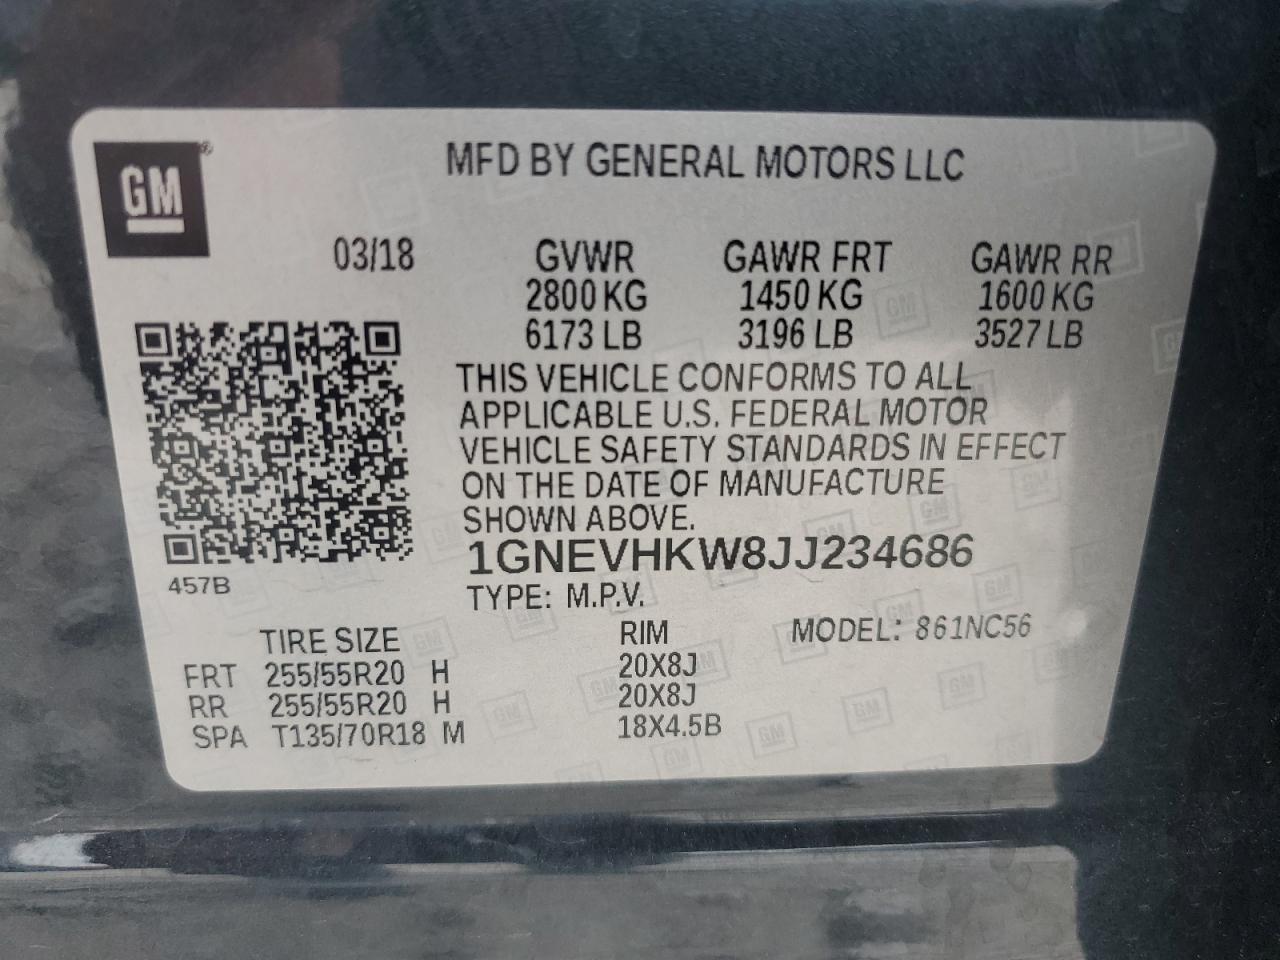 GM®
MFD BY GENERAL MOTORS LLC
03/18
GVWR GAWR FRT GAWR RR
2800 KG 1450 KG 1600 KG
6173 LB 3196 LB 3527 LB
THIS VEHICLE CONFORMS TO ALL
APPLICABLE U.S. FEDERAL MOTOR
VEHICLE SAFETY STANDARDS IN EFFECT
ON THE DATE OF MANUFACTURE
SHOWN ABOVE.
1GNEVHKW8JJ234686
457B
TYPE: M.P.V.
TIRE SIZE RIM MODEL: 861NC56
FRT 255/55R20 H 20X8J
RR 255/55R20 H 20X8J
SPA T135/70R18 M 18X4.5B